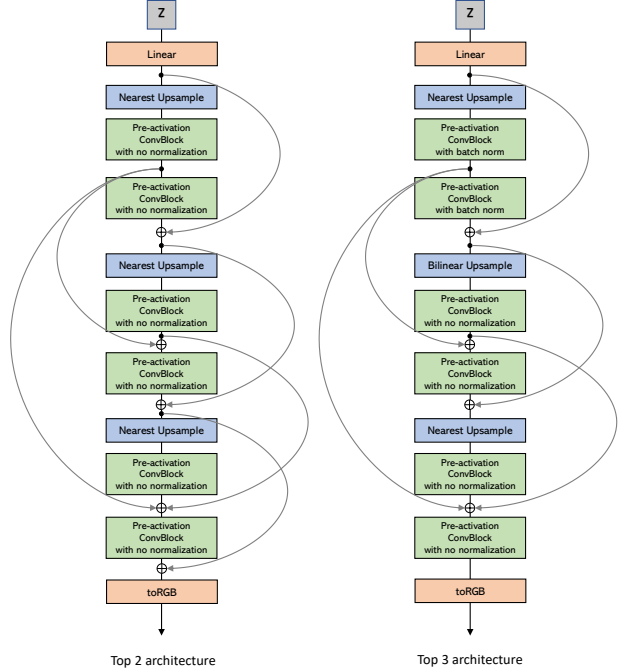 Z
Linear
Nearest Upsample
Pre-activation
ConvBlock
with no normalization
Pre-activation
ConvBlock
with no normalization
Nearest Upsample
Pre-activation
ConvBlock
with no normalization
Pre-activation
ConvBlock
with no normalization
Nearest Upsample
Pre-activation
ConvBlock
with no normalization
Pre-activation
ConvBlock
with no normalization
toRGB
Top 2 architecture
Z
Linear
Nearest Upsample
Pre-activation
ConvBlock
with batch norm
Pre-activation
ConvBlock
with batch norm
Bilinear Upsample
Pre-activation
ConvBlock
with no normalization
Pre-activation
ConvBlock
with no normalization
Nearest Upsample
Pre-activation
ConvBlock
with no normalization
Pre-activation
ConvBlock
with no normalization
toRGB
Top 3 architecture